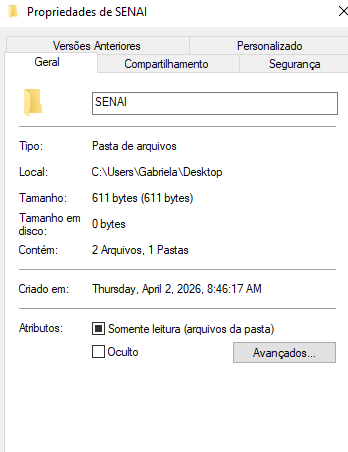 Propriedades de SENAI
Versões Anteriores Personalizado
Geral Compartilhamento Segurança
SENAI
Tipo: Pasta de arquivos
Local: C:\Users\Gabriela\Desktop
Tamanho: 611 bytes (611 bytes)
Tamanho em disco: 0 bytes
Contém: 2 Arquivos, 1 Pastas
Criado em: Thursday, April 2, 2026, 8:46:17 AM
Atributos: Somente leitura (arquivos da pasta)
Oculto Avançados...